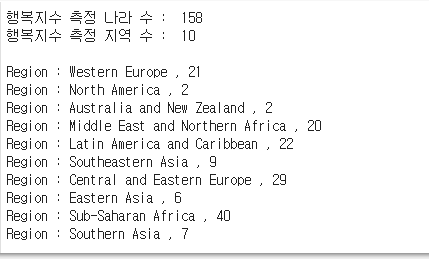 행복지수 측정 나라 수 :  158
행복지수 측정 지역 수 :  10
Region : Western Europe , 21
Region : North America , 2
Region : Australia and New Zealand , 2
Region : Middle East and Northern Africa , 20
Region : Latin America and Caribbean , 22
Region : Southeastern Asia , 9
Region : Central and Eastern Europe , 29
Region : Eastern Asia , 6
Region : Sub-Saharan Africa , 40
Region : Southern Asia , 7